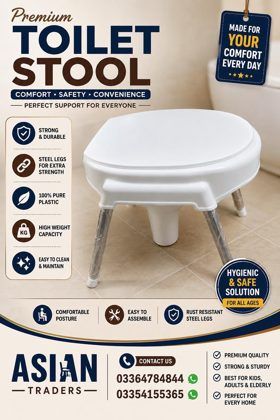 Premium
TOILET
STOOL
COMFORT • SAFETY • CONVENIENCE
PERFECT SUPPORT FOR EVERYONE
MADE FOR
YOUR
COMFORT
EVERY DAY
STRONG
& DURABLE
STEEL LEGS
FOR EXTRA
STRENGTH
100% PURE
PLASTIC
KG
HIGH WEIGHT
CAPACITY
EASY TO CLEAN
& MAINTAIN
HYGIENIC
& SAFE
SOLUTION
FOR ALL AGES
COMFORTABLE
POSTURE
EASY TO
ASSEMBLE
RUST RESISTANT
STEEL LEGS
ASIAN
TRADERS
CONTACT US
03364784844
03354155365
PREMIUM QUALITY
STRONG & STURDY
BEST FOR KIDS,
ADULTS & ELDERLY
PERFECT FOR
EVERY HOME